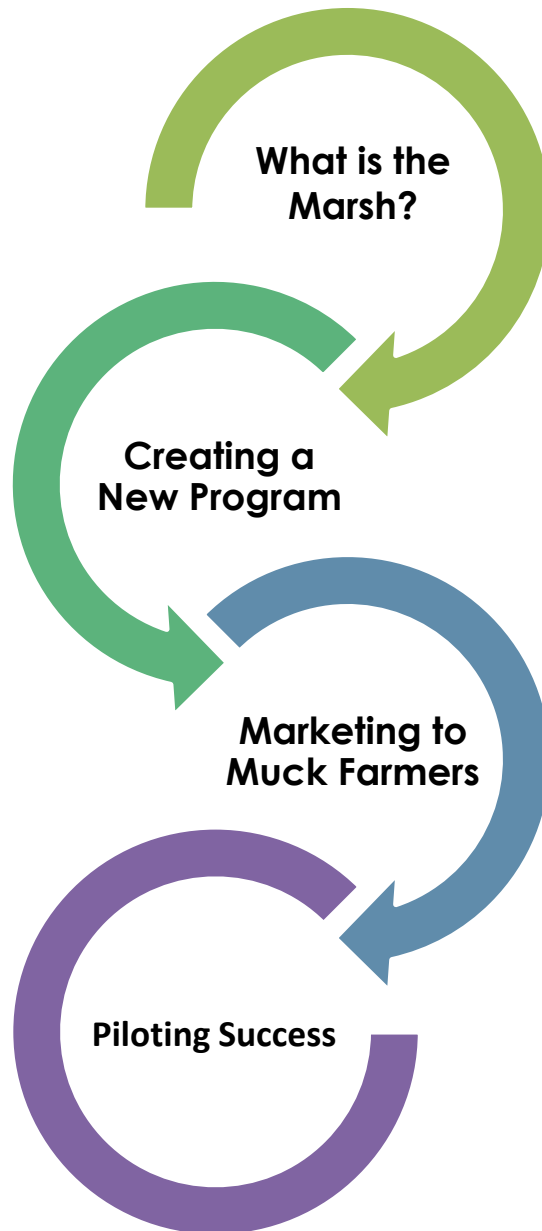 What is the
Marsh?
Creating a
New Program
Marketing to
Muck Farmers
Piloting Success